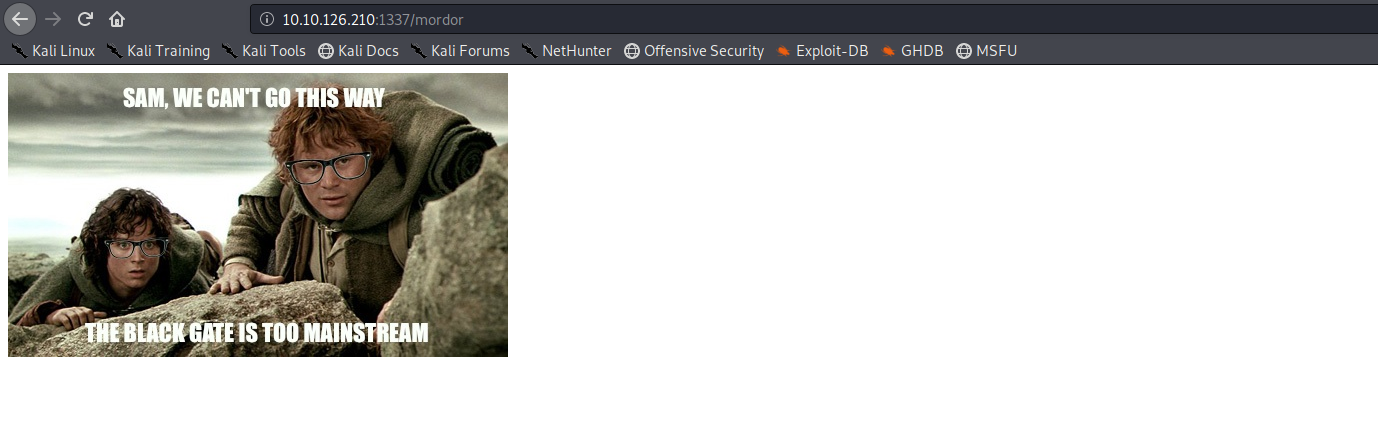 10.10.126.210:1337/mordor
Kali Linux Kali Training Kali Tools Kali Docs Kali Forums NetHunter Offensive Security Exploit-DB GHDB MSFU
SAM, WE CAN'T GO THIS WAY
THE BLACK GATE IS TOO MAINSTREAM